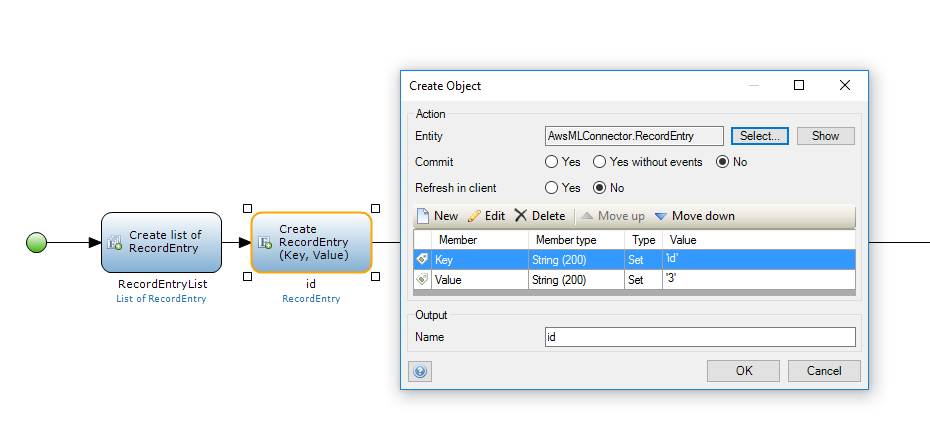 Create list of
RecordEntry
RecordEntryList
List of RecordEntry
Create
RecordEntry
(Key, Value)
id
RecordEntry
Create Object
Action
Entity AwsMLConnector.RecordEntry Select... Show
Commit Yes Yes without events No
Refresh in client Yes No
New Edit Delete Move up Move down
Member Member type Type Value
Key String (200) Set 'id'
Value String (200) Set '3'
Output
Name id
? OK Cancel